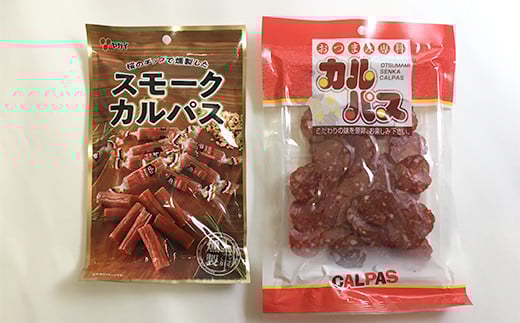 ヤガイ
桜のチップで燻製した
スモーク
カルパス
燻
製
おつまみ専科
カルパス
OTSUMAMI
SENKA
CALPAS
こだわりの味を是非、お楽しみ下さい。
CALPAS